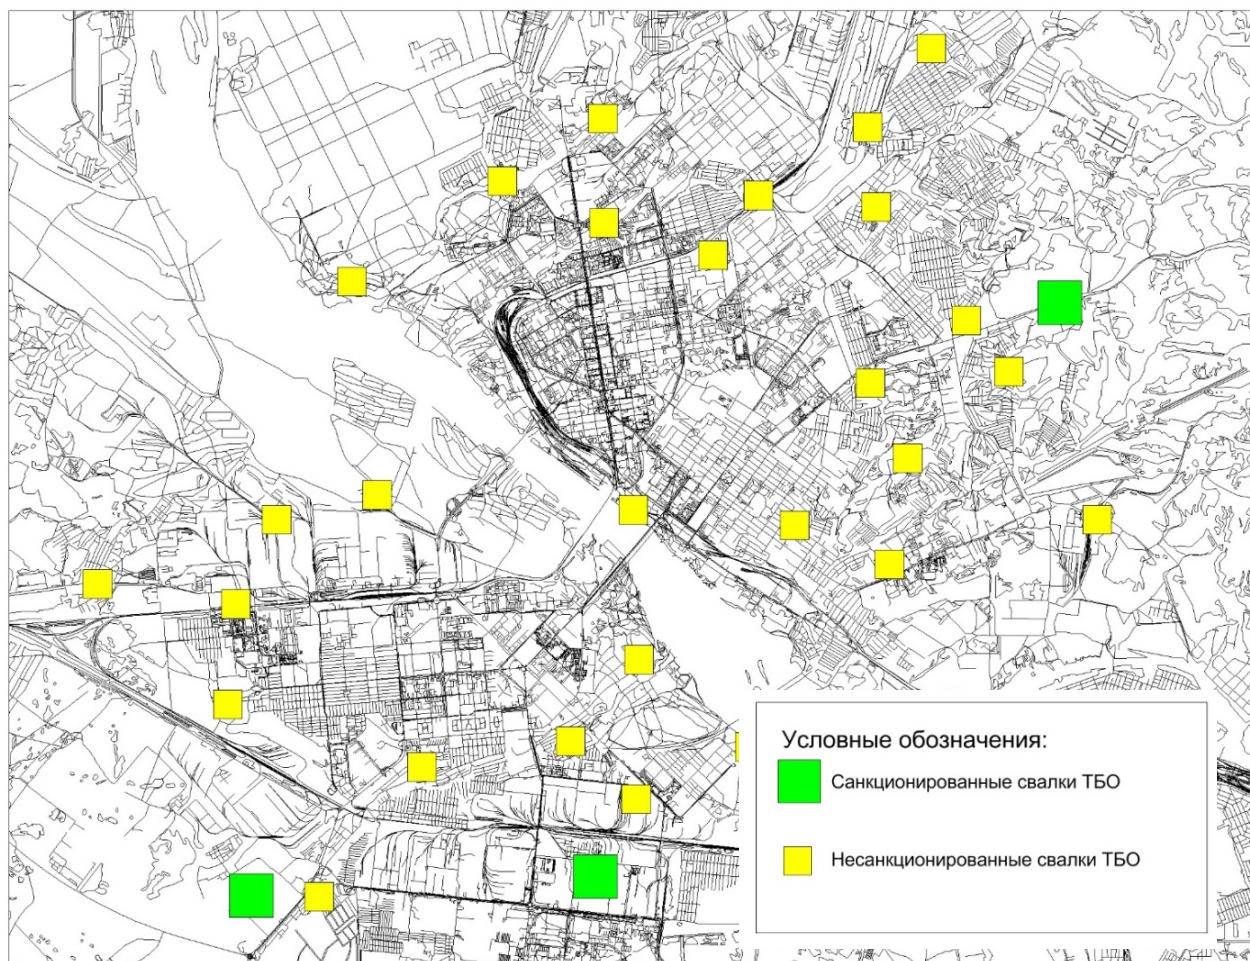 Условные обозначения:
Санкционированные свалки ТБО
Несанкционированные свалки ТБО